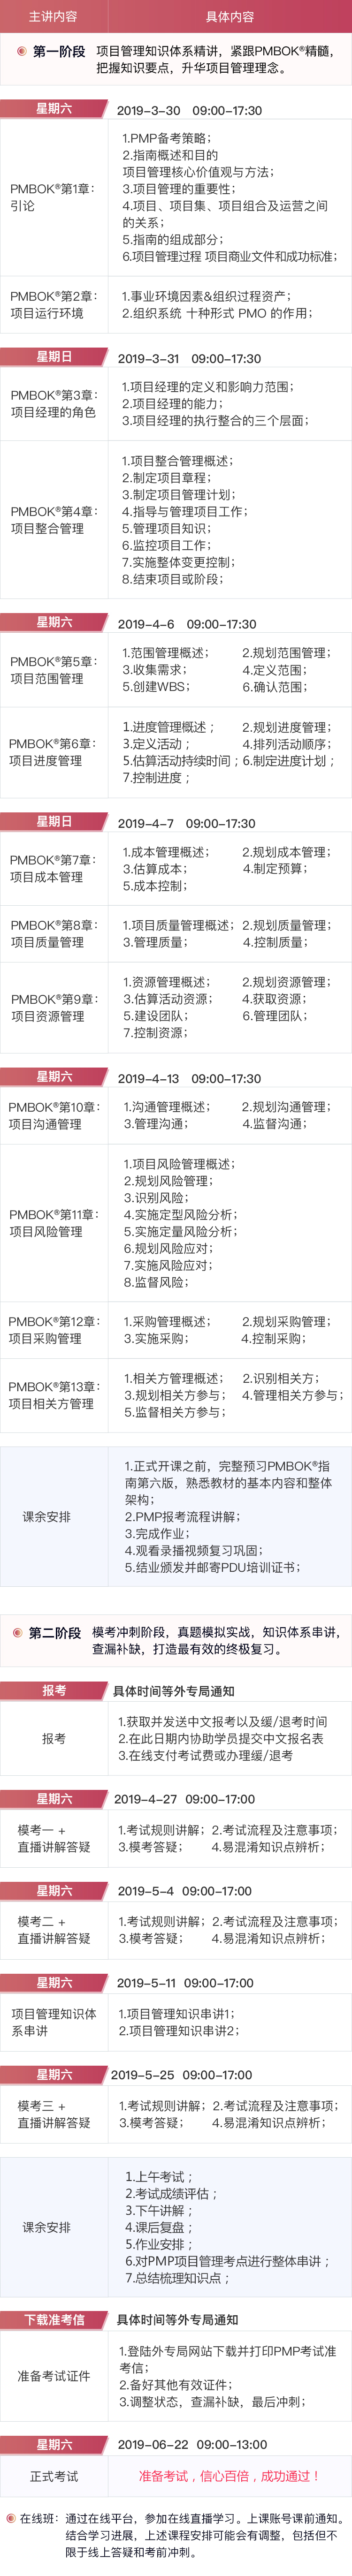 主讲内容 具体内容
第一阶段 项目管理知识体系精讲，紧跟PMBOK®精髓，
把握知识要点，升华项目管理理念。
星期六 2019-3-30 09:00-17:30
PMBOK®第1章：
引论
1.PMP备考策略；
2.指南概述和目的
项目管理核心价值观与方法；
3.项目管理的重要性；
4.项目、项目集、项目组合及运营之间
的关系；
5.指南的组成部分；
6.项目管理过程 项目商业文件和成功标准；
PMBOK®第2章：
项目运行环境
1.事业环境因素&组织过程资产；
2.组织系统 十种形式 PMO 的作用；
星期日 2019-3-31 09:00-17:30
PMBOK®第3章：
项目经理的角色
1.项目经理的定义和影响力范围；
2.项目经理的能力；
3.项目经理的执行整合的三个层面；
PMBOK®第4章：
项目整合管理
1.项目整合管理概述；
2.制定项目章程；
3.制定项目管理计划；
4.指导与管理项目工作；
5.管理项目知识；
6.监控项目工作；
7.实施整体变更控制；
8.结束项目或阶段；
星期六 2019-4-6 09:00-17:30
PMBOK®第5章：
项目范围管理
1.范围管理概述； 2.规划范围管理；
3.收集需求； 4.定义范围；
5.创建WBS； 6.确认范围；
PMBOK®第6章：
项目进度管理
1.进度管理概述； 2.规划进度管理；
3.定义活动； 4.排列活动顺序；
5.估算活动持续时间；6.制定进度计划；
7.控制进度；
星期日 2019-4-7 09:00-17:30
PMBOK®第7章：
项目成本管理
1.成本管理概述； 2.规划成本管理；
3.估算成本； 4.制定预算；
5.成本控制；
PMBOK®第8章：
项目质量管理
1.项目质量管理概述； 2.规划质量管理；
3.管理质量； 4.控制质量；
PMBOK®第9章：
项目资源管理
1.资源管理概述； 2.规划资源管理；
3.估算活动资源； 4.获取资源；
5.建设团队； 6.管理团队；
7.控制资源；
星期六 2019-4-13 09:00-17:30
PMBOK®第10章：
项目沟通管理
1.沟通管理概述； 2.规划沟通管理；
3.管理沟通； 4.监督沟通；
PMBOK®第11章：
项目风险管理
1.项目风险管理概述；
2.规划风险管理；
3.识别风险；
4.实施定型风险分析；
5.实施定量风险分析；
6.规划风险应对；
7.实施风险应对；
8.监督风险；
PMBOK®第12章：
项目采购管理
1.采购管理概述； 2.规划采购管理；
3.实施采购； 4.控制采购；
PMBOK®第13章：
项目相关方管理
1.相关方管理概述； 2.识别相关方；
3.规划相关方参与； 4.管理相关方参与；
5.监督相关方参与；
课余安排
1.正式开课之前，完整预习PMBOK®指
南第六版，熟悉教材的基本内容和整体
架构；
2.PMP报考流程讲解；
3.完成作业；
4.观看录播视频复习巩固；
5.结业颁发并邮寄PDU培训证书；
第二阶段 模考冲刺阶段，真题模拟实战，知识体系串讲，
查漏补缺，打造最有效的终极复习。
报考 具体时间等外专局通知
报考
1.获取并发送中文报考以及缓/退考时间
2.在此日期内协助学员提交中文报名表
3.在线支付考试费或办理缓/退考
星期六 2019-4-27 09:00-17:00
模考一 +
直播讲解答疑
1.考试规则讲解；2.考试流程及注意事项；
3.模考答疑； 4.易混淆知识点辨析；
星期六 2019-5-4 09:00-17:00
模考二 +
直播讲解答疑
1.考试规则讲解；2.考试流程及注意事项；
3.模考答疑； 4.易混淆知识点辨析；
星期六 2019-5-11 09:00-17:00
项目管理知识体
系串讲
1.项目管理知识串讲1；
2.项目管理知识串讲2；
星期六 2019-5-25 09:00-17:00
模考三 +
直播讲解答疑
1.考试规则讲解；2.考试流程及注意事项；
3.模考答疑； 4.易混淆知识点辨析；
课余安排
1.上午考试；
2.考试成绩评估；
3.下午讲解；
4.课后复盘；
5.作业安排；
6.对PMP项目管理考点进行整体串讲；
7.总结梳理知识点；
下载准考信 具体时间等外专局通知
准备考试证件
1.登陆外专局网站下载并打印PMP考试准
考信；
2.备好其他有效证件；
3.调整状态，查漏补缺，最后冲刺；
星期六 2019-06-22 09:00-13:00
正式考试 准备考试，信心百倍，成功通过！
在线班： 通过在线平台，参加在线直播学习。上课账号课前通知。
结合学习进展，上述课程安排可能会有调整，包括但不
限于线上答疑和考前冲刺。